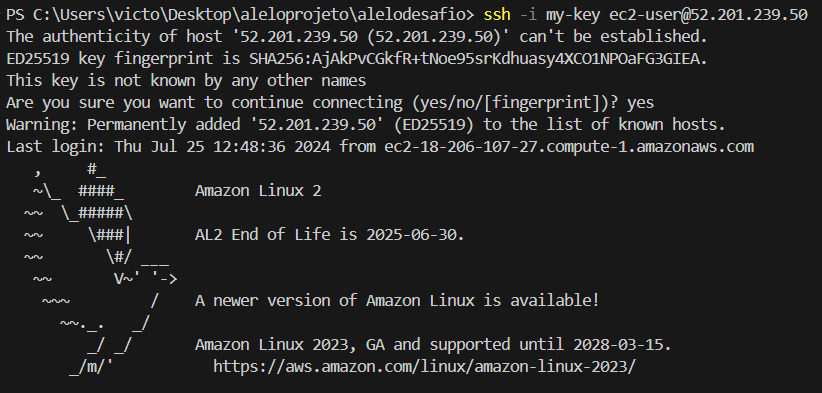 PS C:\Users\victo\Desktop\aleloprojeto\alelodesafio> ssh -i my-key ec2-user@52.201.239.50
The authenticity of host '52.201.239.50 (52.201.239.50)' can't be established.
ED25519 key fingerprint is SHA256:AjAkPvCGkfR+tNoe95srKdhuasy4XCO1NPOaFG3GIEA.
This key is not known by any other names
Are you sure you want to continue connecting (yes/no/[fingerprint])? yes
Warning: Permanently added '52.201.239.50' (ED25519) to the list of known hosts.
Last login: Thu Jul 25 12:48:36 2024 from ec2-18-206-107-27.compute-1.amazonaws.com
   ,     #_
   ~\_  ####_        Amazon Linux 2
  ~~  \_#####\
  ~~     \###|       AL2 End of Life is 2025-06-30.
  ~~       \#/ ___
   ~~       V~' '->
    ~~~         /    A newer version of Amazon Linux is available!
      ~~._.   _/
         _/ _/       Amazon Linux 2023, GA and supported until 2028-03-15.
       _/m/'           https://aws.amazon.com/linux/amazon-linux-2023/